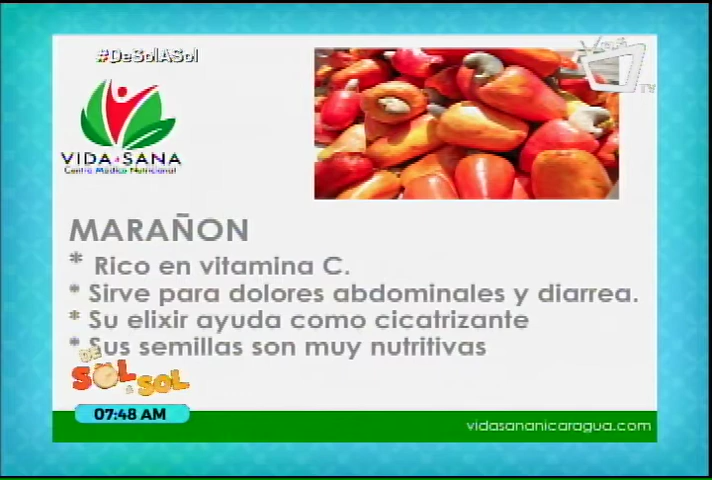 #DeSolASol
VIDA SANA
Centro Médico Nutricional
TV
MARAÑON
* Rico en vitamina C.
* Sirve para dolores abdominales y diarrea.
* Su elixir ayuda como cicatrizante
* Sus semillas son muy nutritivas
DE
SOL
a SOL
07:48 AM
vidasananicaragua.com